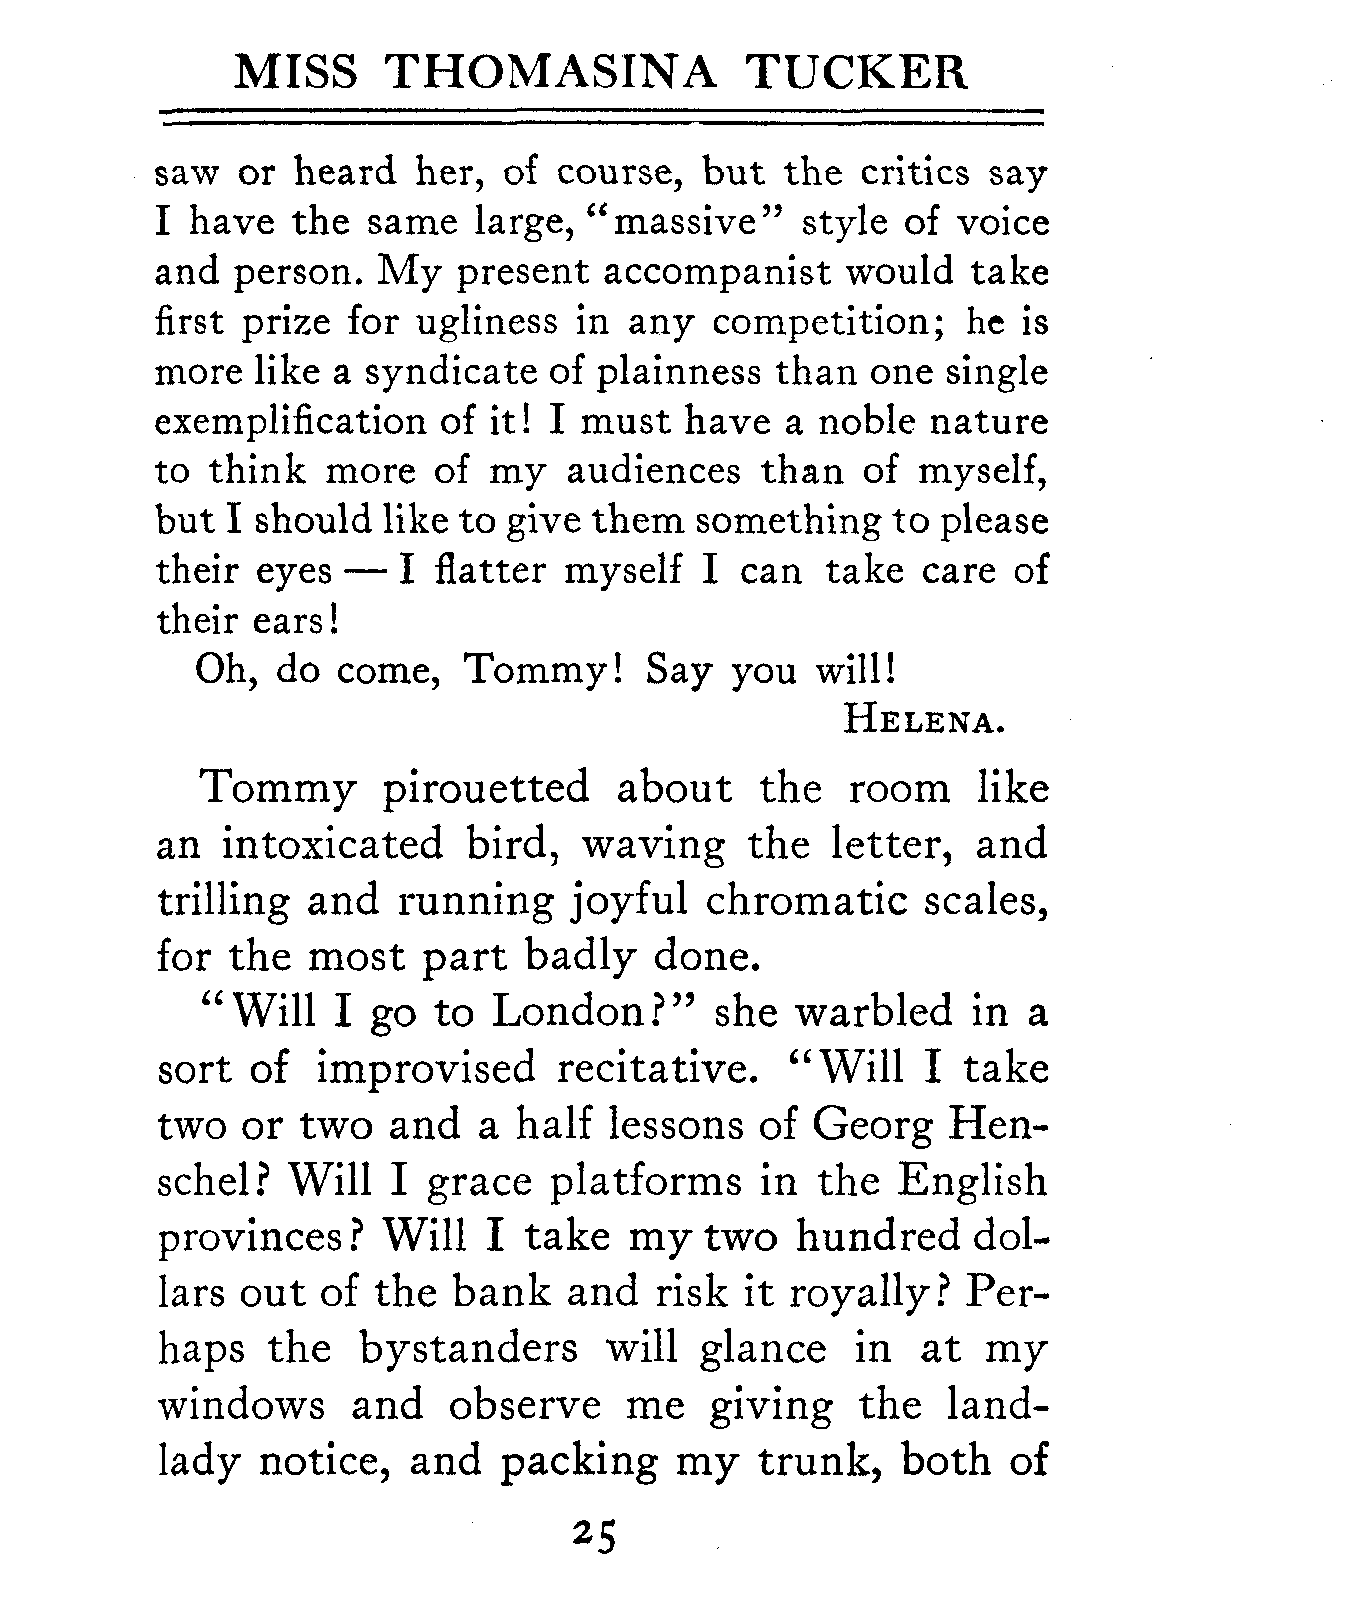 MISS THOMASINA TUCKER
saw or heard her, of course, but the critics say
I have the same large, "massive" style of voice
and person. My present accompanist would take
first prize for ugliness in any competition; he is
more like a syndicate of plainness than one single
exemplification of it! I must have a noble nature
to think more of my audiences than of myself,
but I should like to give them something to please
their eyes — I flatter myself I can take care of
their ears!
Oh, do come, Tommy! Say you will!
HELENA.
Tommy pirouetted about the room like
an intoxicated bird, waving the letter, and
trilling and running joyful chromatic scales,
for the most part badly done.
"Will I go to London?" she warbled in a
sort of improvised recitative. "Will I take
two or two and a half lessons of Georg Hen-
schel? Will I grace platforms in the English
provinces? Will I take my two hundred dol-
lars out of the bank and risk it royally? Per-
haps the bystanders will glance in at my
windows and observe me giving the land-
lady notice, and packing my trunk, both of
25